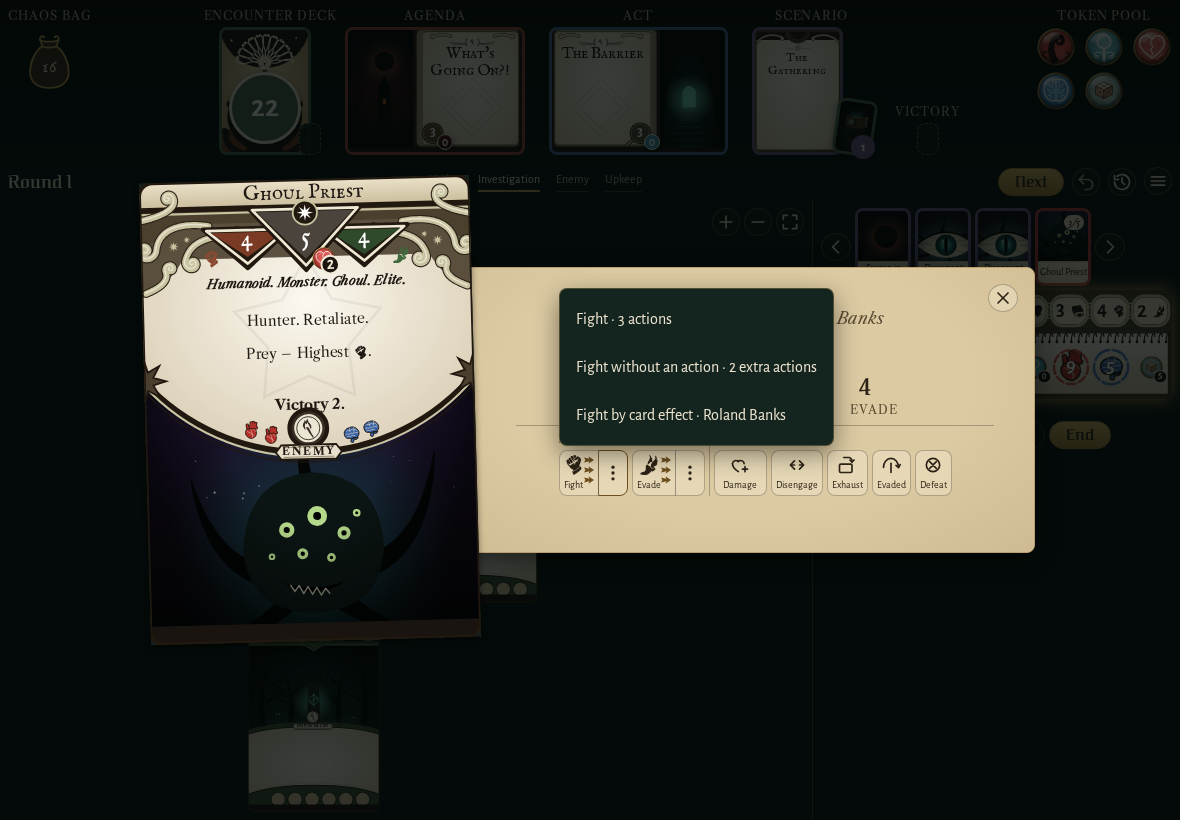 CHAOS BAG
ENCOUNTER DECK
AGENDA
ACT
SCENARIO
TOKEN POOL
16
22
What's
Going On?!
3
0
The Barrier
3
0
The
Gathering
1
VICTORY
Round 1
Investigation
Enemy
Upkeep
Next
Ghoul Priest
4
5
4
2
Humanoid. Monster. Ghoul. Elite.
Hunter. Retaliate.
Prey – Highest .
Victory 2.
ENEMY
3/5
Ghoul Priest
3
4
2
0
9
5
5
End
Banks
4
EVADE
Fight · 3 actions
Fight without an action · 2 extra actions
Fight by card effect · Roland Banks
Fight
Evade
Damage
Disengage
Exhaust
Evaded
Defeat